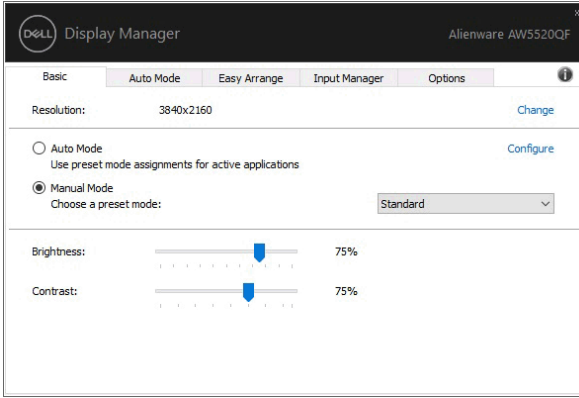 DELL Display Manager
Alienware AW5520QF
Basic Auto Mode Easy Arrange Input Manager Options
Resolution: 3840x2160 Change
Auto Mode Configure
Use preset mode assignments for active applications
Manual Mode
Choose a preset mode: Standard
Brightness: 75%
Contrast: 75%